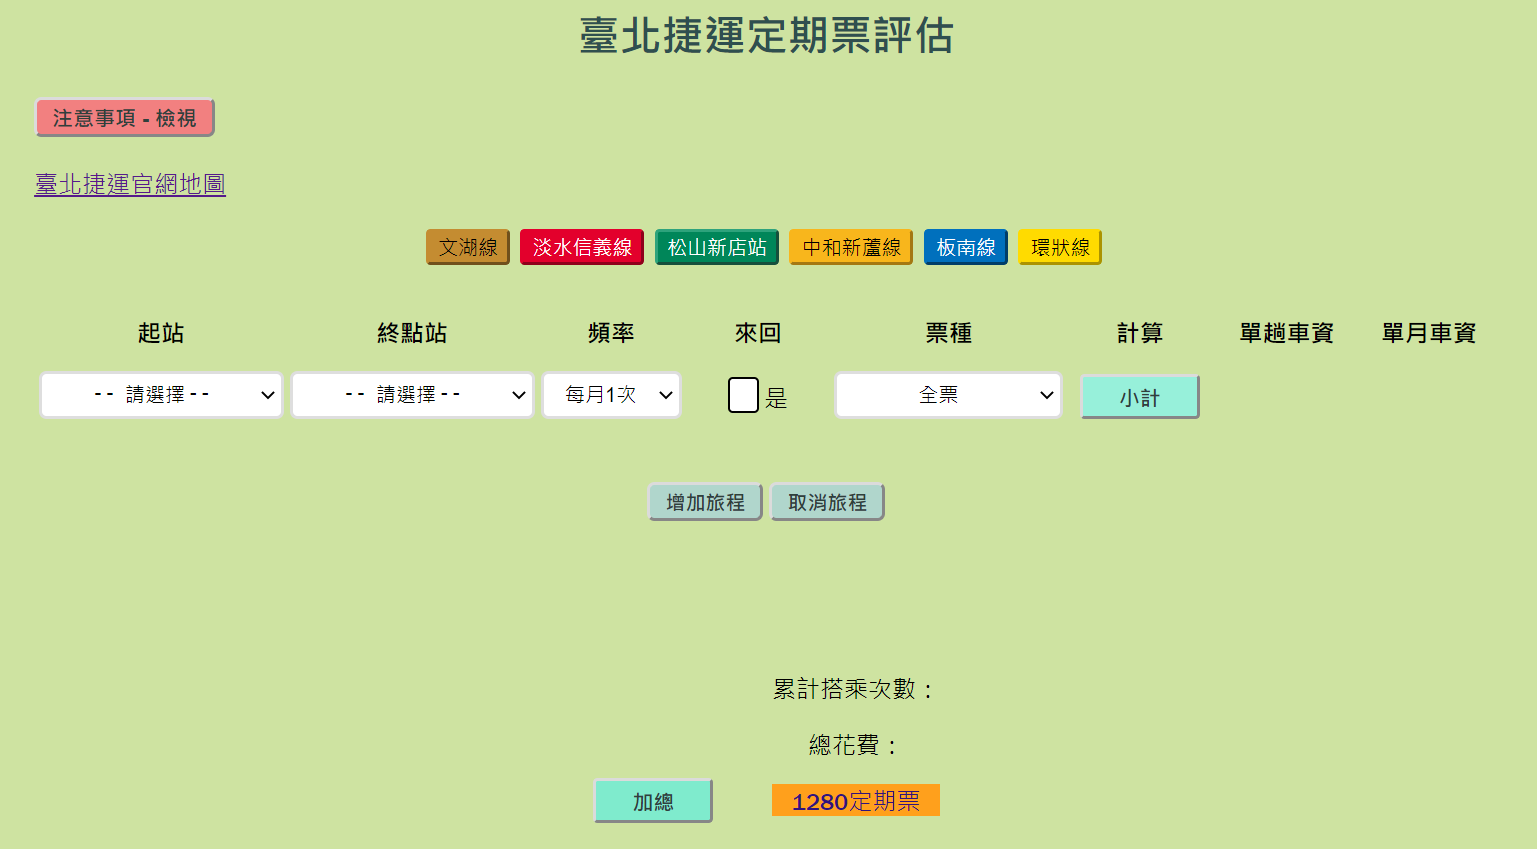 臺北捷運定期票評估
注意事項 - 檢視
臺北捷運官網地圖
文湖線 淡水信義線 松山新店站 中和新蘆線 板南線 環狀線
起站 終點站 頻率 來回 票種 計算 單趟車資 單月車資
-- 請選擇 -- -- 請選擇 -- 每月1次 是 全票 小計
增加旅程 取消旅程
累計搭乘次數：
總花費：
加總 1280定期票